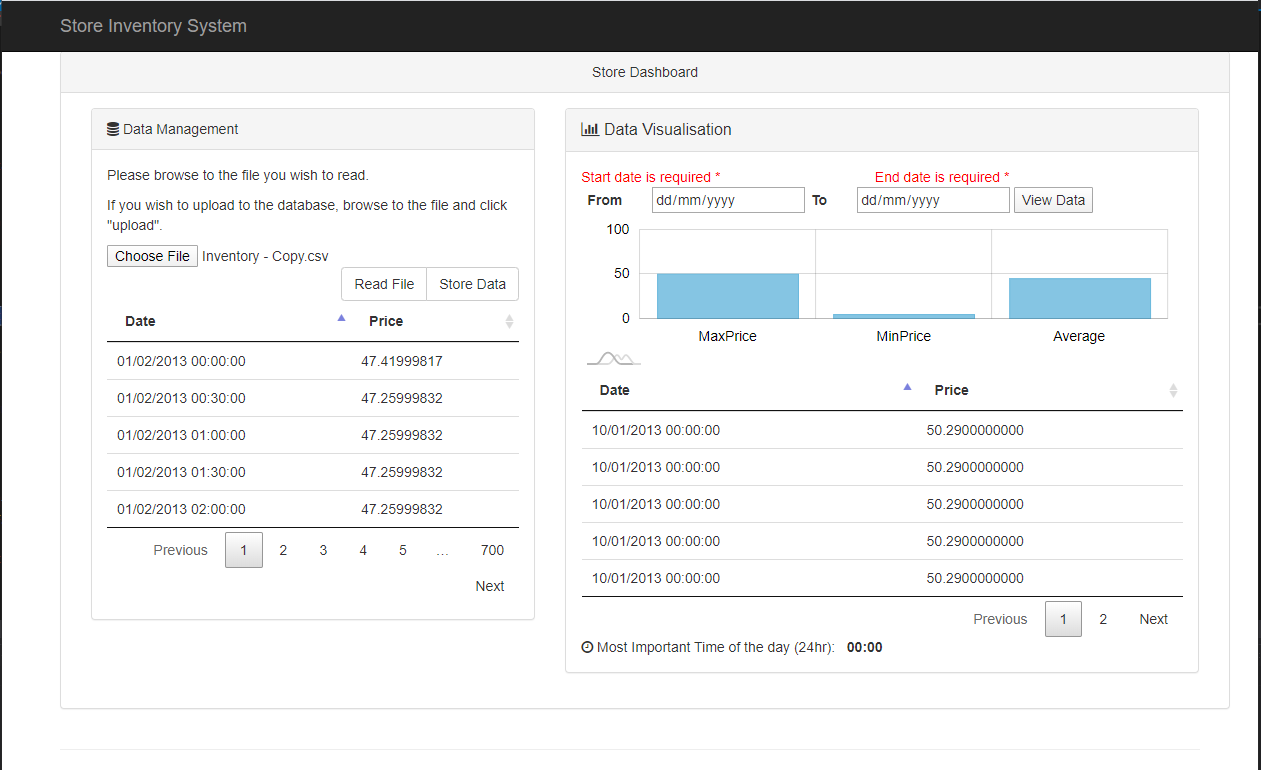 Store Inventory System
Store Dashboard
Data Management
Please browse to the file you wish to read.
If you wish to upload to the database, browse to the file and click
"upload".
Choose File Inventory - Copy.csv
Read File Store Data
Date Price
01/02/2013 00:00:00 47.41999817
01/02/2013 00:30:00 47.25999832
01/02/2013 01:00:00 47.25999832
01/02/2013 01:30:00 47.25999832
01/02/2013 02:00:00 47.25999832
Previous 1 2 3 4 5 … 700
Next
Data Visualisation
Start date is required * End date is required *
From dd/mm/yyyy To dd/mm/yyyy View Data
100
50
0
MaxPrice MinPrice Average
Date Price
10/01/2013 00:00:00 50.2900000000
10/01/2013 00:00:00 50.2900000000
10/01/2013 00:00:00 50.2900000000
10/01/2013 00:00:00 50.2900000000
10/01/2013 00:00:00 50.2900000000
Previous 1 2 Next
Most Important Time of the day (24hr): 00:00